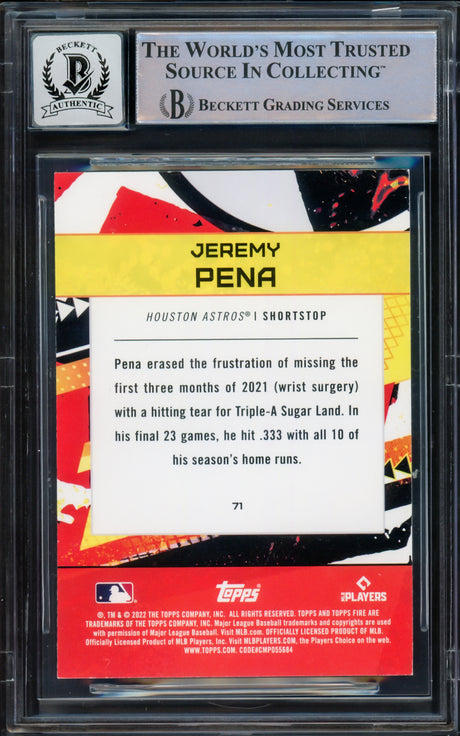 BECKETT
B
AUTHENTIC
THE WORLD'S MOST TRUSTED
SOURCE IN COLLECTING™
B BECKETT GRADING SERVICES
JEREMY
PENA
HOUSTON ASTROS® | SHORTSTOP
Pena erased the frustration of missing the
first three months of 2021 (wrist surgery)
with a hitting tear for Triple-A Sugar Land. In
his final 23 games, he hit .333 with all 10 of
his season's home runs.
71
topps®
MLB PLAYERS
®, TM & © 2022 THE TOPPS COMPANY, INC. ALL RIGHTS RESERVED. TOPPS AND TOPPS FIRE ARE
TRADEMARKS OF THE TOPPS COMPANY, INC. Major League Baseball trademarks and copyrights are used
with permission of Major League Baseball. Visit MLB.com. OFFICIALLY LICENSED PRODUCT OF MLB.
Officially Licensed Product of MLB Players, Inc. Visit MLBPLAYERS.com, the Players Choice on the web.
WWW.TOPPS.COM CODE#CMP055684